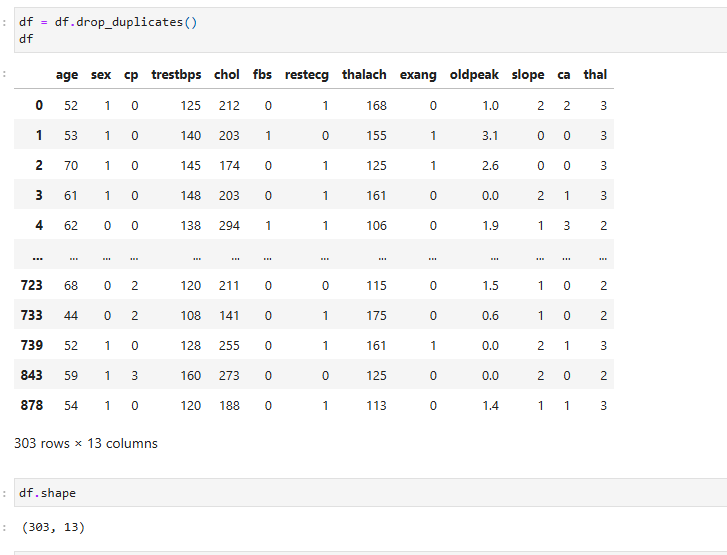 : df = df.drop_duplicates()
df
:
age sex cp trestbps chol fbs restecg thalach exang oldpeak slope ca thal
0 52 1 0 125 212 0 1 168 0 1.0 2 2 3
1 53 1 0 140 203 1 0 155 1 3.1 0 0 3
2 70 1 0 145 174 0 1 125 1 2.6 0 0 3
3 61 1 0 148 203 0 1 161 0 0.0 2 1 3
4 62 0 0 138 294 1 1 106 0 1.9 1 3 2
... ... ... ... ... ... ... ... ... ... ... ... ... ...
723 68 0 2 120 211 0 0 115 0 1.5 1 0 2
733 44 0 2 108 141 0 1 175 0 0.6 1 0 2
739 52 1 0 128 255 0 1 161 1 0.0 2 1 3
843 59 1 3 160 273 0 0 125 0 0.0 2 0 2
878 54 1 0 120 188 0 1 113 0 1.4 1 1 3
303 rows × 13 columns
: df.shape
: (303, 13)